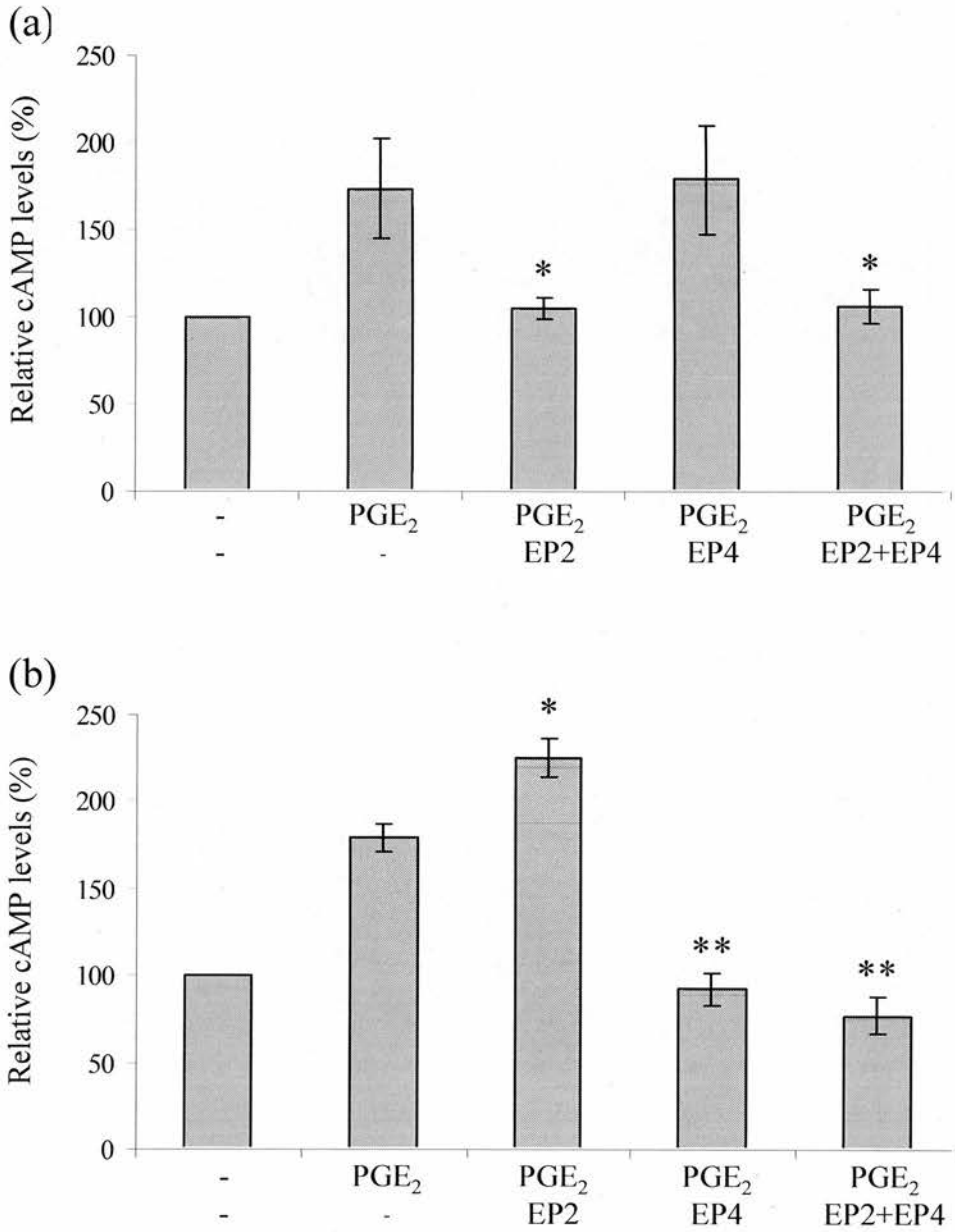 (a)
Relative cAMP levels (%)
250
200
150
100
50
0
* *
- PGE₂ PGE₂ PGE₂ PGE₂
- - EP2 EP4 EP2+EP4
(b)
Relative cAMP levels (%)
250
200
150
100
50
0
*
** **
- PGE₂ PGE₂ PGE₂ PGE₂
- - EP2 EP4 EP2+EP4